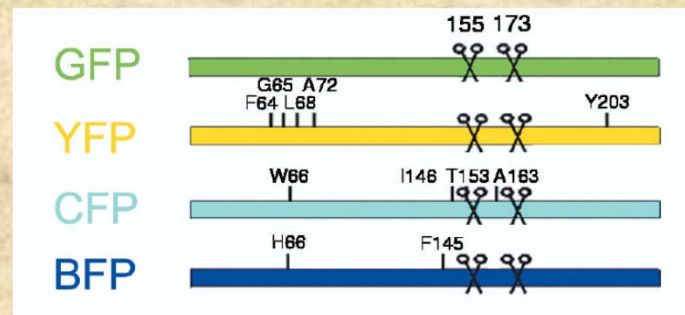 155 173
GFP
G65 A72
F64 L68 Y203
YFP
W66 I146 T153 A163
CFP
H66 F145
BFP